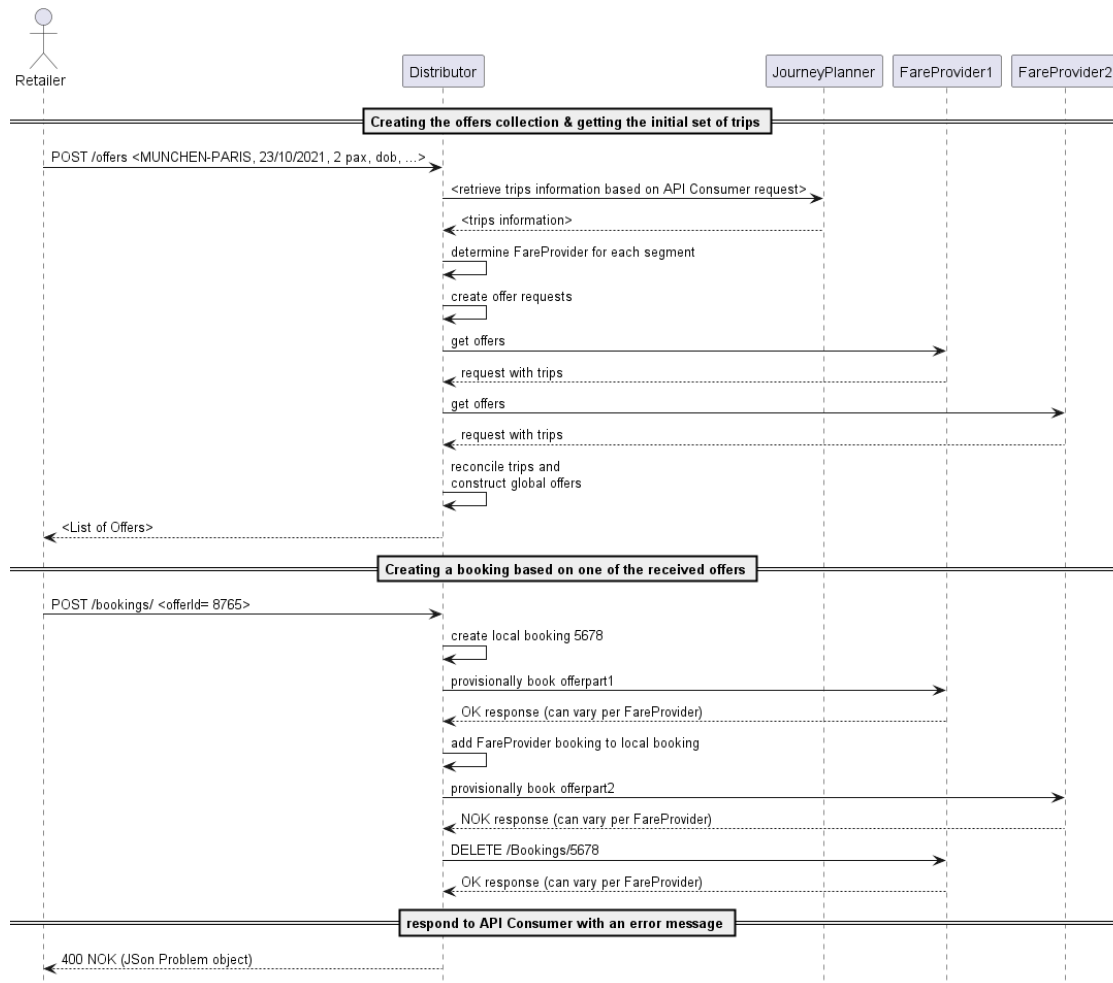 Retailer
Distributor
JourneyPlanner
FareProvider1
FareProvider2
Creating the offers collection & getting the initial set of trips
POST /offers <MUNCHEN-PARIS, 23/10/2021, 2 pax, dob, ...>
<retrieve trips information based on API Consumer request>
<trips information>
determine FareProvider for each segment
create offer requests
get offers
request with trips
get offers
request with trips
reconcile trips and
construct global offers
<List of Offers>
Creating a booking based on one of the received offers
POST /bookings/ <offerId= 8765>
create local booking 5678
provisionally book offerpart1
OK response (can vary per FareProvider)
add FareProvider booking to local booking
provisionally book offerpart2
NOK response (can vary per FareProvider)
DELETE /Bookings/5678
OK response (can vary per FareProvider)
respond to API Consumer with an error message
400 NOK (JSon Problem object)